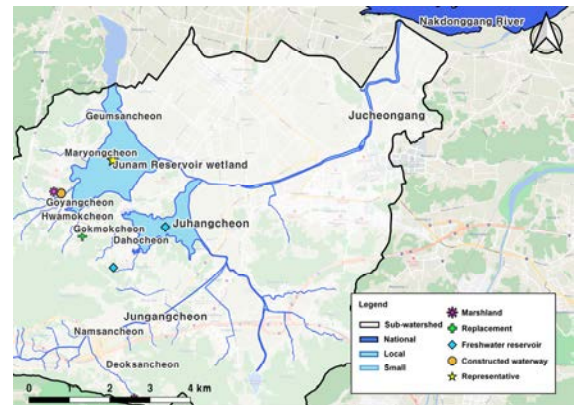 Nakdonggang River
Jucheongang
Geumsancheon
Maryongcheon
Junam Reservoir wetland
Goyangcheon
Hwamokcheon
Gokmokcheon
Dahocheon
Juhangcheon
Jungangcheon
Namsancheon
Deoksancheon
0 1 2 3 4 km
Legend
Sub-watershed
National
Local
Small
Marshland
Replacement
Freshwater reservoir
Constructed waterway
Representative